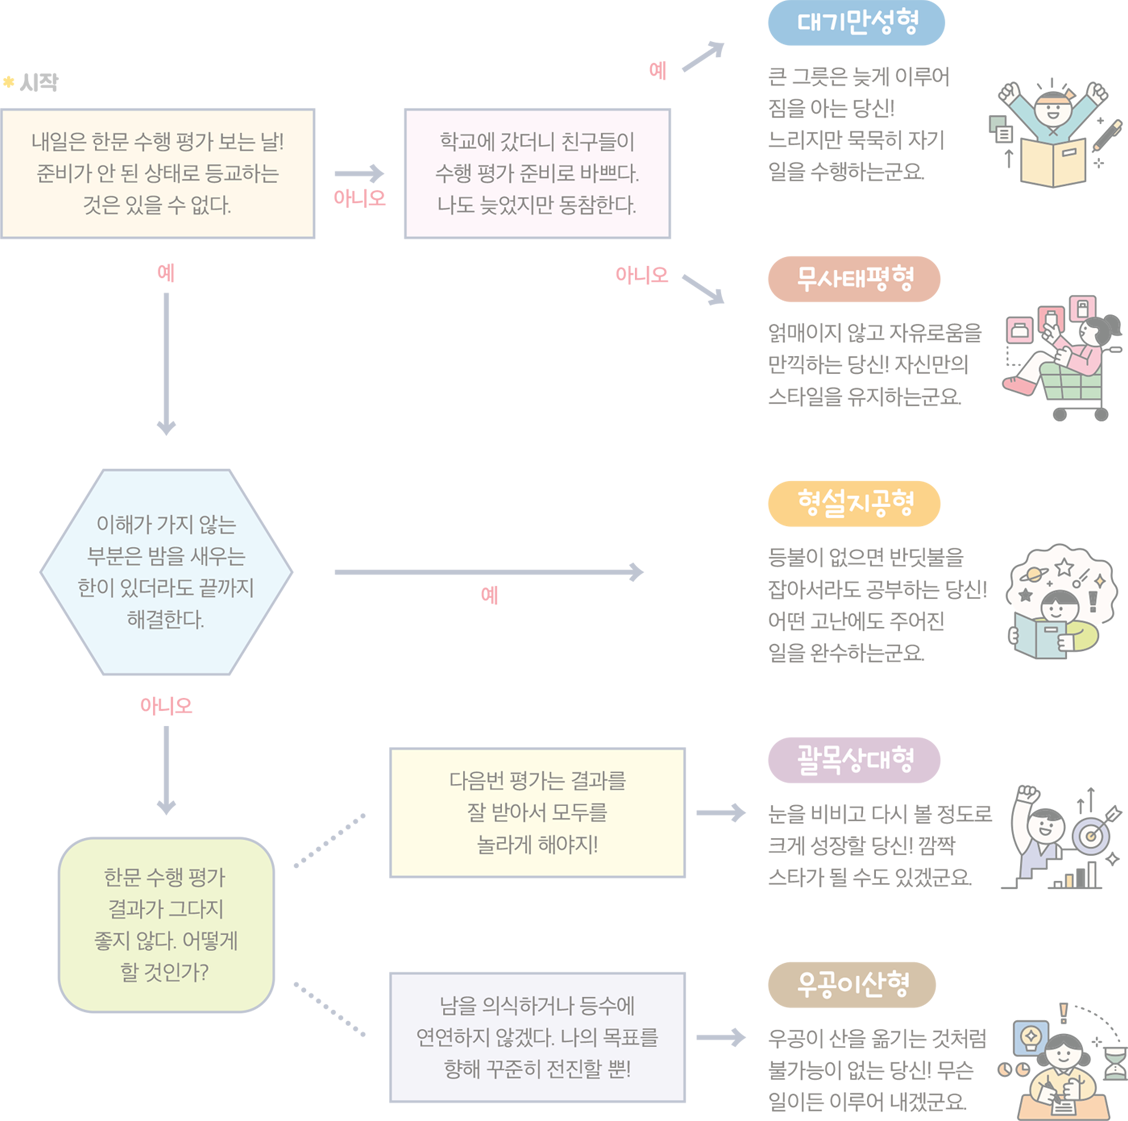 시작
내일은 한문 수행 평가 보는 날!
준비가 안 된 상태로 등교하는
것은 있을 수 없다.
아니오
학교에 갔더니 친구들이
수행 평가 준비로 바쁘다.
나도 늦었지만 동참한다.
예
대기만성형
큰 그릇은 늦게 이루어
짐을 아는 당신!
느리지만 묵묵히 자기
일을 수행하는군요.
아니오
무사태평형
얽매이지 않고 자유로움을
만끽하는 당신! 자신만의
스타일을 유지하는군요.
예
이해가 가지 않는
부분은 밤을 새우는
한이 있더라도 끝까지
해결한다.
예
형설지공형
등불이 없으면 반딧불을
잡아서라도 공부하는 당신!
어떤 고난에도 주어진
일을 완수하는군요.
아니오
한문 수행 평가
결과가 그다지
좋지 않다. 어떻게
할 것인가?
다음번 평가는 결과를
잘 받아서 모두를
놀라게 해야지!
괄목상대형
눈을 비비고 다시 볼 정도로
크게 성장할 당신! 깜짝
스타가 될 수도 있겠군요.
남을 의식하거나 등수에
연연하지 않겠다. 나의 목표를
향해 꾸준히 전진할 뿐!
우공이산형
우공이 산을 옮기는 것처럼
불가능이 없는 당신! 무슨
일이든 이루어 내겠군요.